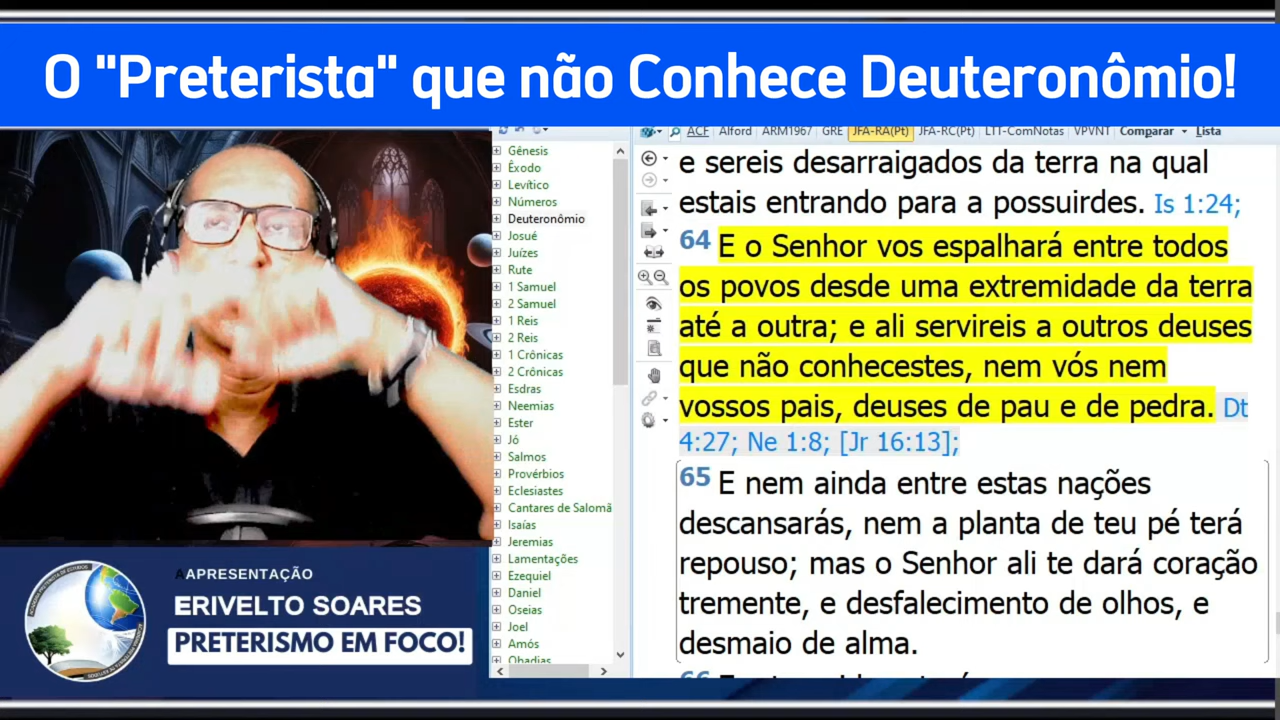 O "Preterista" que não Conhece Deuteronômio!
ACF Alford ARM1967 GRE JFA-RA(Pt) JFA-RC(Pt) LTT-ComNotas VPVNT Comparar Lista
Gênesis
Êxodo
Levítico
Números
Deuteronômio
Josué
Juízes
Rute
1 Samuel
2 Samuel
1 Reis
2 Reis
1 Crônicas
2 Crônicas
Esdras
Neemias
Ester
Jó
Salmos
Provérbios
Eclesiastes
Cantares de Salomã
Isaías
Jeremias
Lamentações
Ezequiel
Daniel
Oseias
Joel
Amós
Obadias
e sereis desarraigados da terra na qual
estais entrando para a possuirdes. Is 1:24;
64 E o Senhor vos espalhará entre todos
os povos desde uma extremidade da terra
até a outra; e ali servireis a outros deuses
que não conhecestes, nem vós nem
vossos pais, deuses de pau e de pedra. Dt
4:27; Ne 1:8; [Jr 16:13];
65 E nem ainda entre estas nações
descansarás, nem a planta de teu pé terá
repouso; mas o Senhor ali te dará coração
tremente, e desfalecimento de olhos, e
desmaio de alma.
AAPRESENTAÇÃO
ERIVELTO SOARES
PRETERISMO EM FOCO!